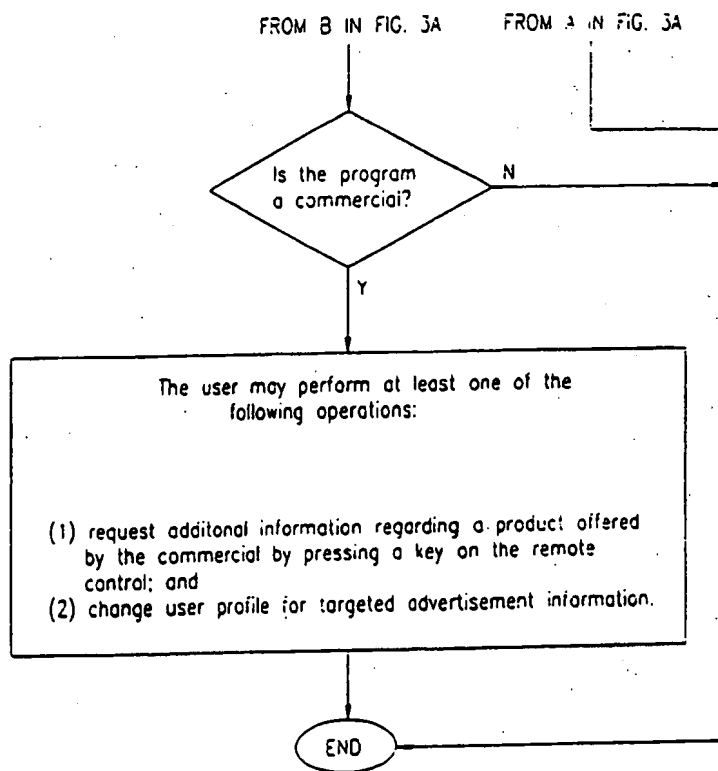 FROM B IN FIG. 3A
FROM A IN FIG. 3A
Is the program
a commercial?
N
Y
The user may perform at least one of the
following operations:
(1) request additonal information regarding a product offered
by the commercial by pressing a key on the remote
control; and
(2) change user profile for targeted advertisement information.
END